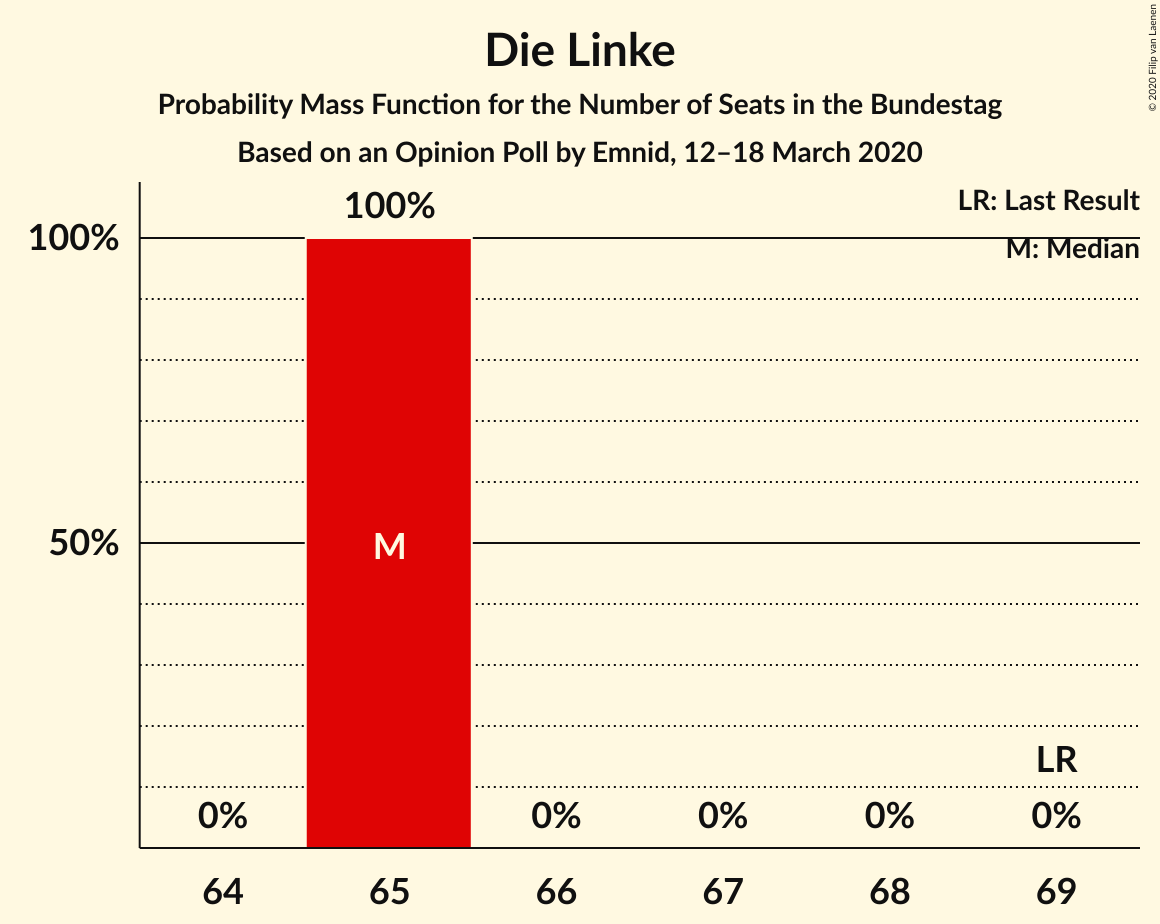 Die Linke
Probability Mass Function for the Number of Seats in the Bundestag
Based on an Opinion Poll by Emnid, 12–18 March 2020
© 2020 Filip van Laenen
LR: Last Result
M: Median
100%
100%
50%
M
LR
0%
0%
0%
0%
0%
64
65
66
67
68
69